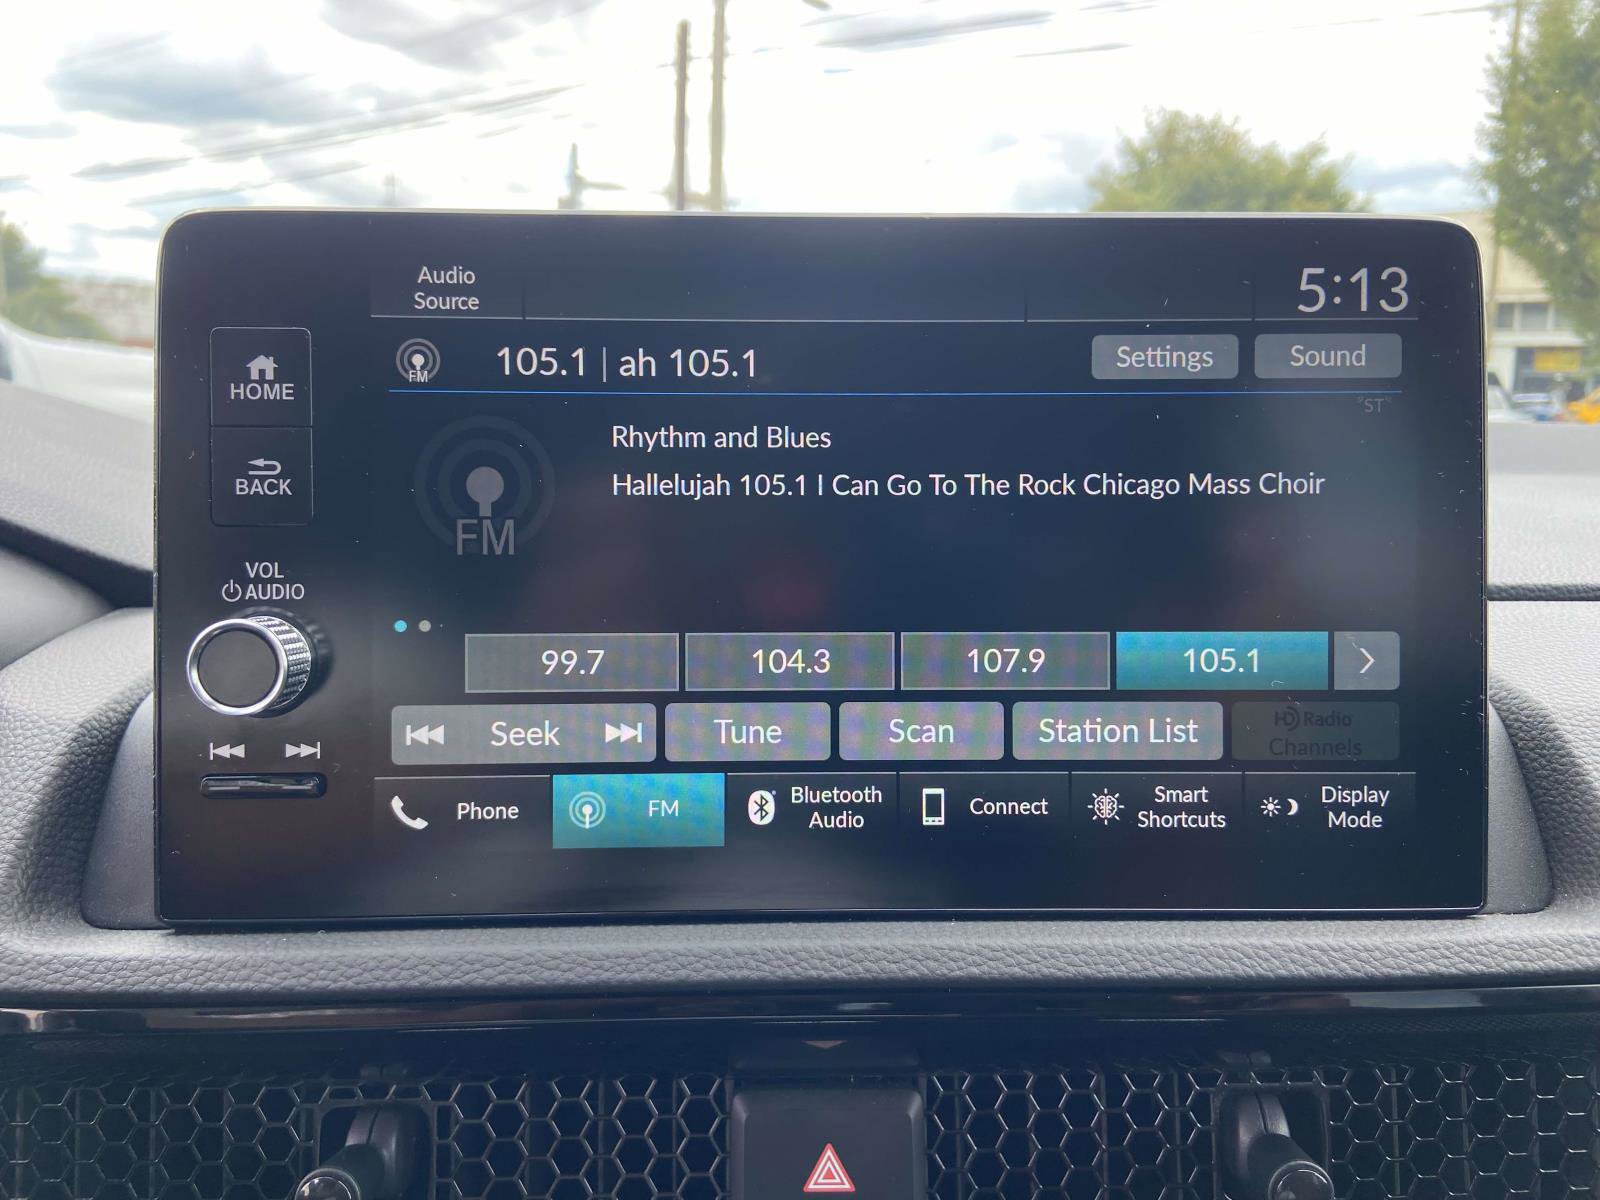 Audio
Source
5:13
HOME
BACK
VOL
AUDIO
FM
105.1 | ah 105.1
Settings
Sound
ST
Rhythm and Blues
Hallelujah 105.1 I Can Go To The Rock Chicago Mass Choir
FM
99.7
104.3
107.9
105.1
Seek
Tune
Scan
Station List
HD Radio
Channels
Phone
FM
Bluetooth
Audio
Connect
Smart
Shortcuts
Display
Mode